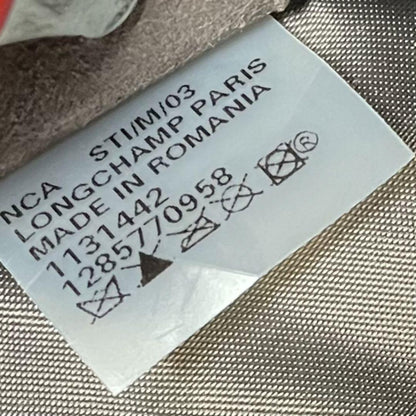 NCA STI/M/03
LONGCHAMP PARIS
MADE IN ROMANIA
1131442
1285770958
®